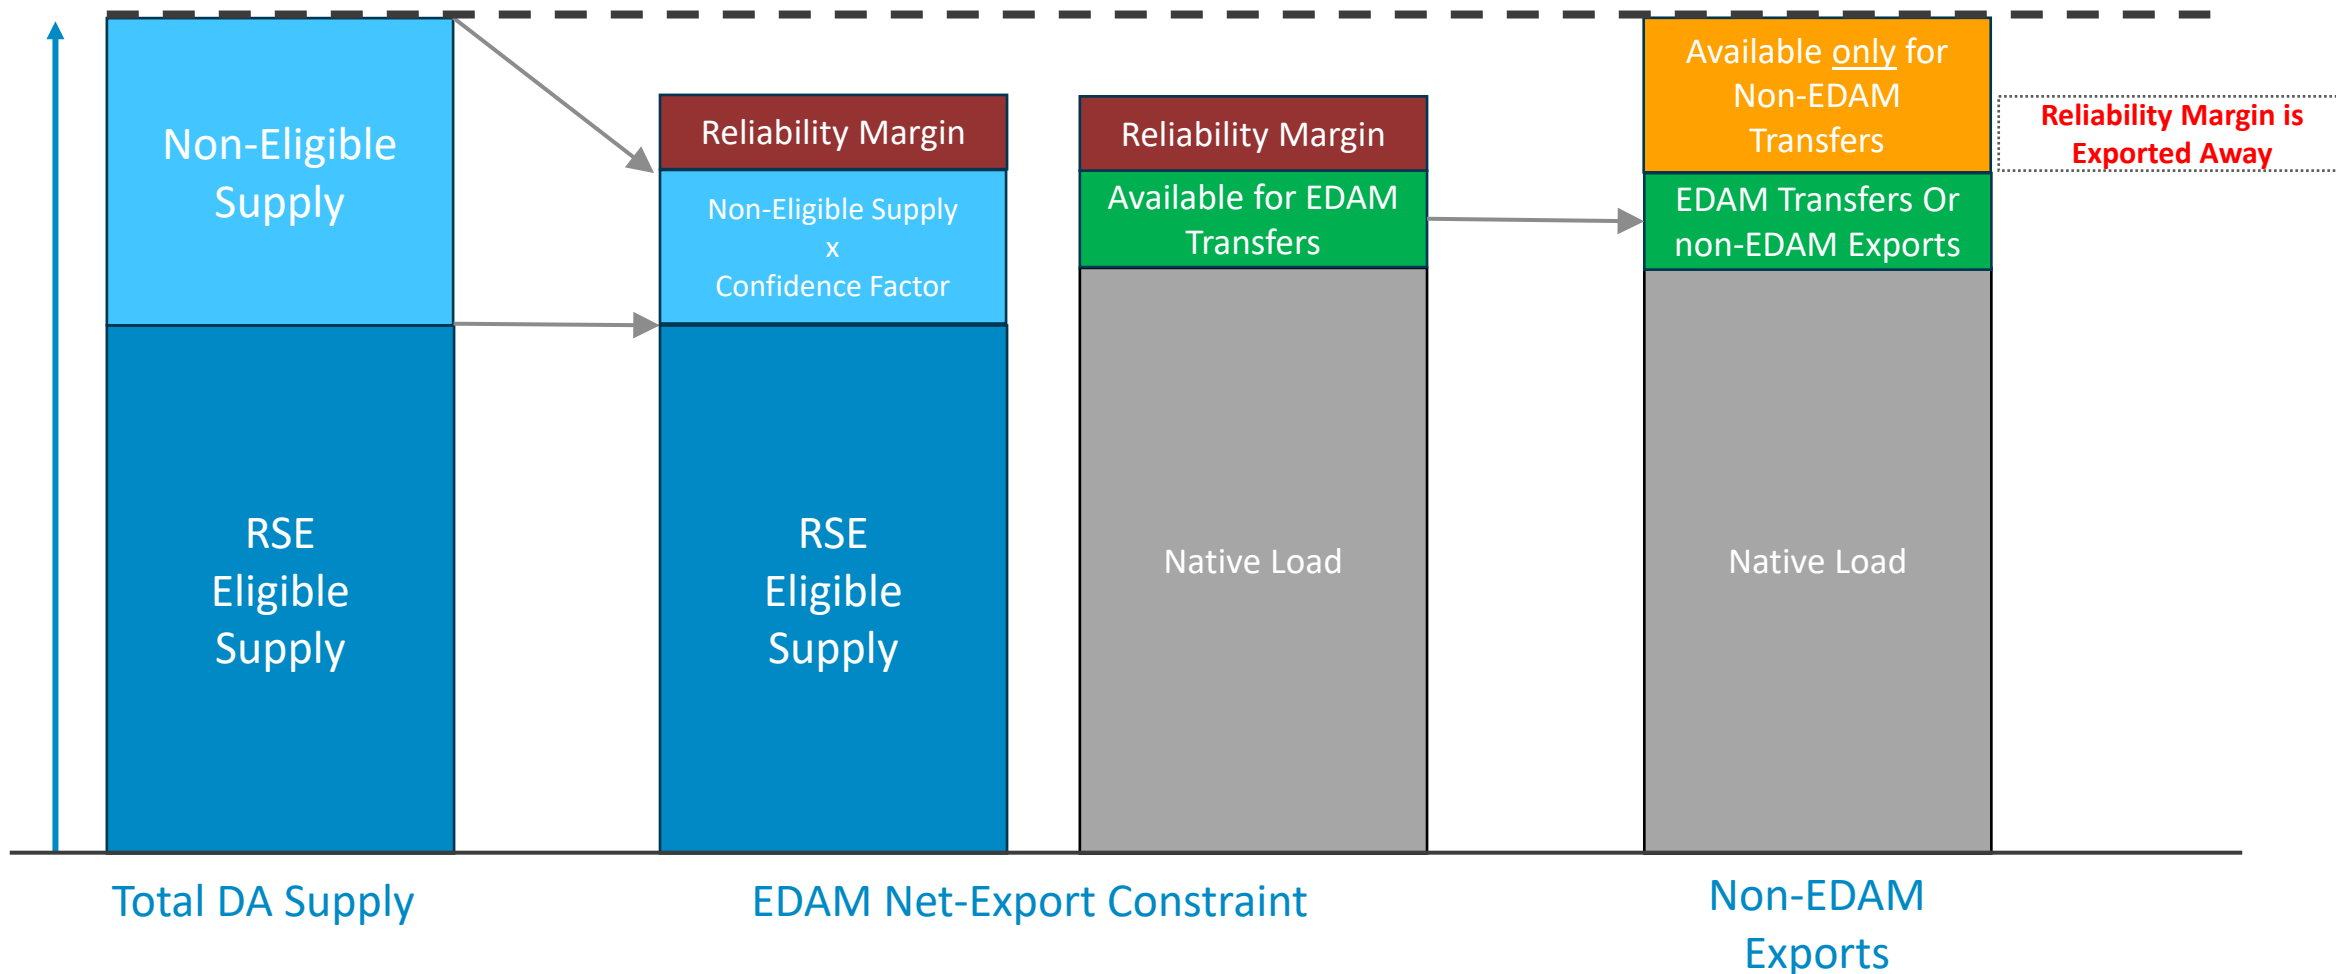 Non-Eligible
Supply
RSE
Eligible
Supply
Total DA Supply
Reliability Margin
Non-Eligible Supply
x
Confidence Factor
RSE
Eligible
Supply
Reliability Margin
Available for EDAM
Transfers
Native Load
EDAM Net-Export Constraint
Available only for
Non-EDAM
Transfers
EDAM Transfers Or
non-EDAM Exports
Native Load
Non-EDAM
Exports
Reliability Margin is
Exported Away